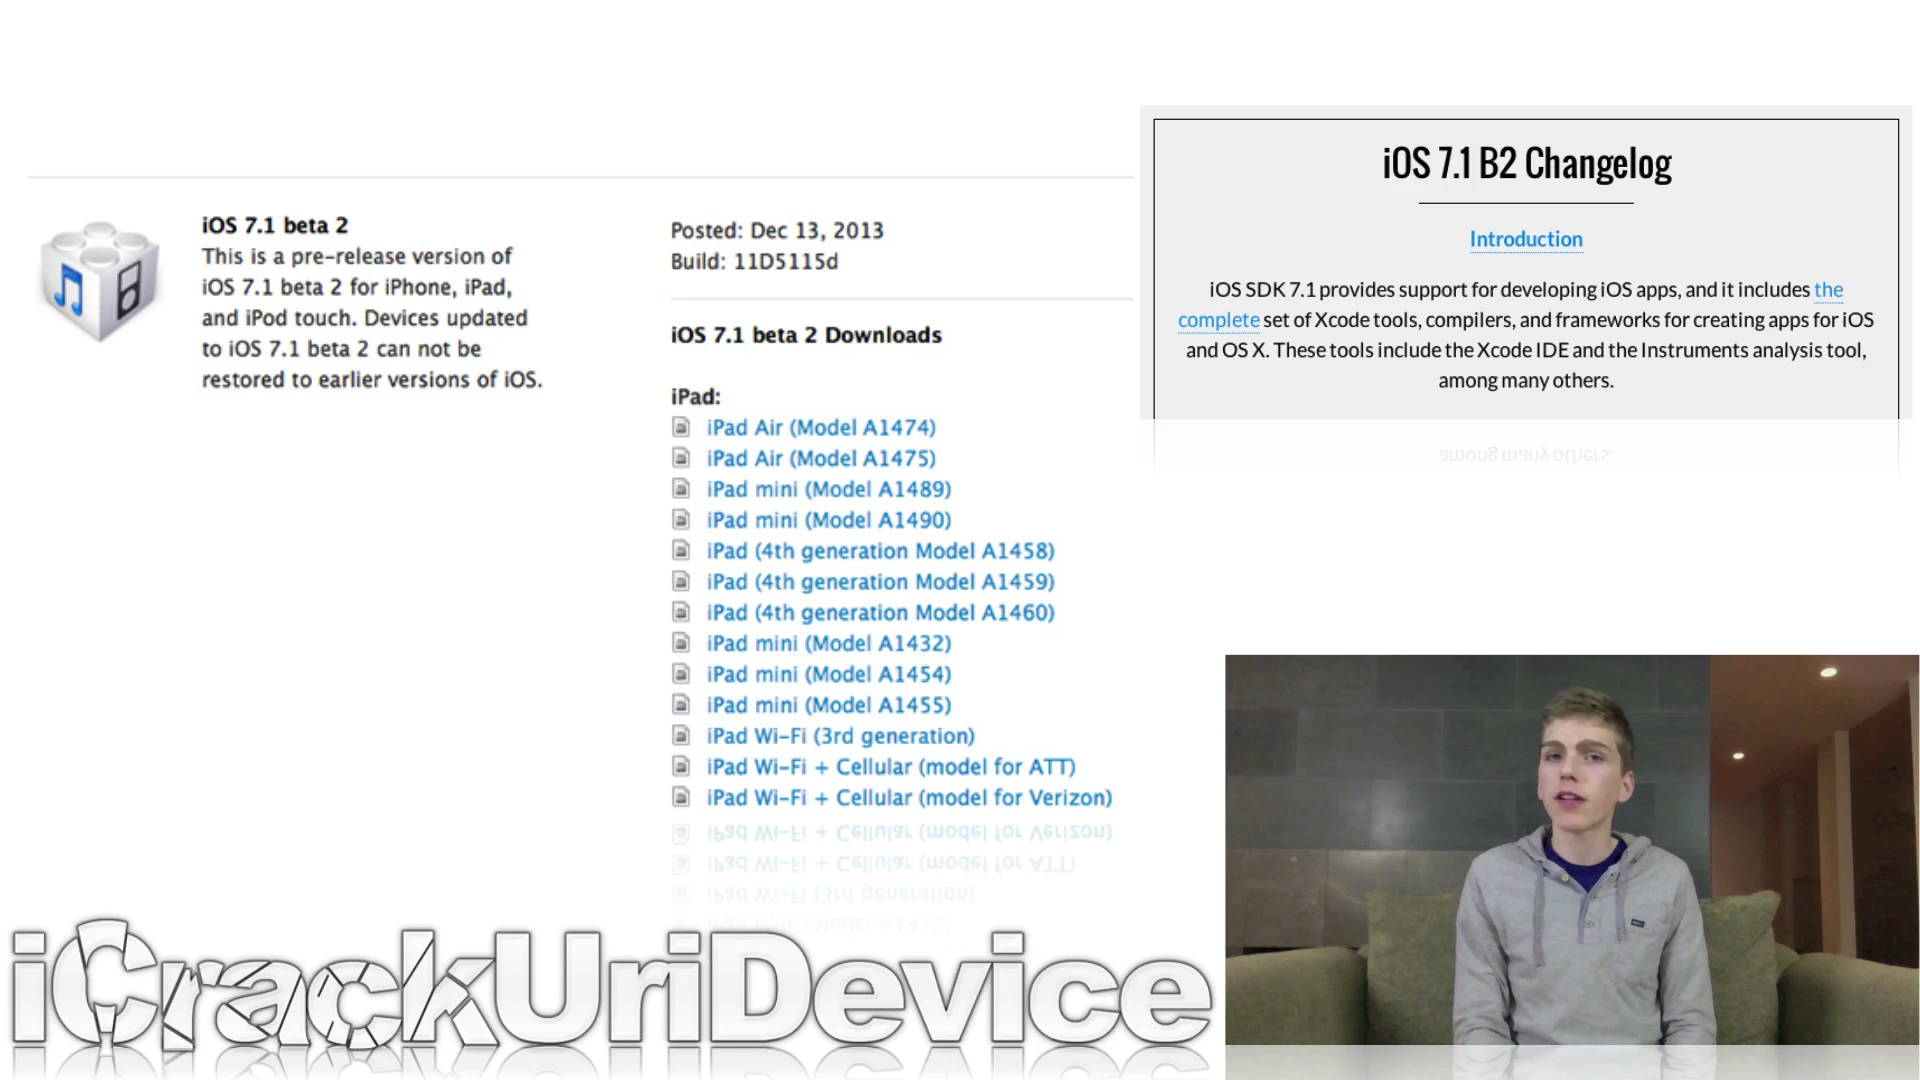 iOS 7.1 beta 2
This is a pre-release version of
iOS 7.1 beta 2 for iPhone, iPad,
and iPod touch. Devices updated
to iOS 7.1 beta 2 can not be
restored to earlier versions of iOS.
Posted: Dec 13, 2013
Build: 11D5115d
iOS 7.1 beta 2 Downloads
iPad:
iPad Air (Model A1474)
iPad Air (Model A1475)
iPad mini (Model A1489)
iPad mini (Model A1490)
iPad (4th generation Model A1458)
iPad (4th generation Model A1459)
iPad (4th generation Model A1460)
iPad mini (Model A1432)
iPad mini (Model A1454)
iPad mini (Model A1455)
iPad Wi-Fi (3rd generation)
iPad Wi-Fi + Cellular (model for ATT)
iPad Wi-Fi + Cellular (model for Verizon)
iOS 7.1 B2 Changelog
Introduction
iOS SDK 7.1 provides support for developing iOS apps, and it includes the
complete set of Xcode tools, compilers, and frameworks for creating apps for iOS
and OS X. These tools include the Xcode IDE and the Instruments analysis tool,
among many others.
iCrackUriDevice